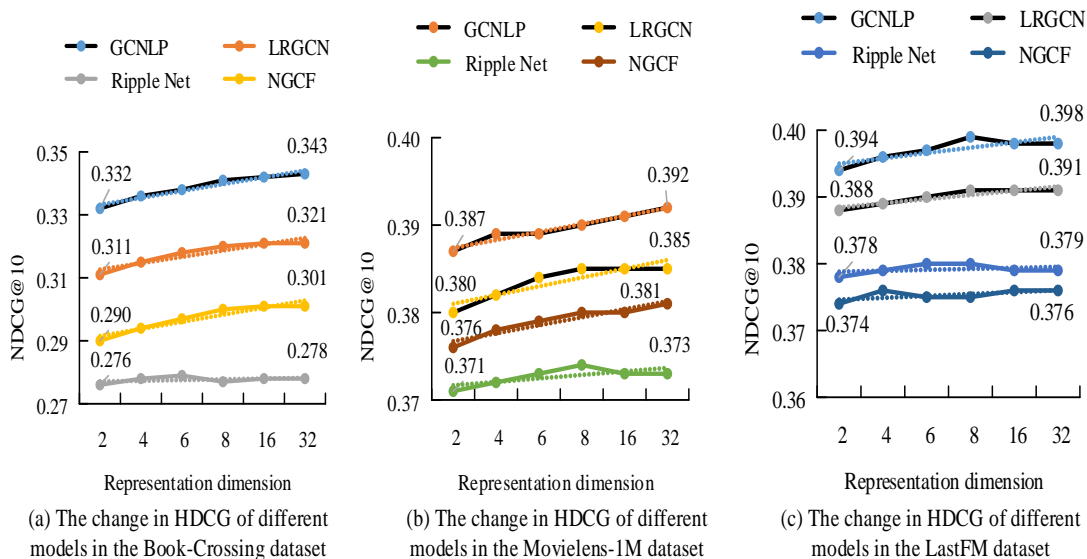 GCNLP
LRGCN
Ripple Net
NGCF
NDCG@10
0.35
0.33
0.31
0.29
0.27
0.332
0.343
0.311
0.321
0.290
0.301
0.276
0.278
2 4 6 8 16 32
Representation dimension
(a) The change in HDCG of different
models in the Book-Crossing dataset
GCNLP
LRGCN
Ripple Net
NGCF
NDCG@10
0.40
0.39
0.38
0.37
0.387
0.392
0.380
0.385
0.376
0.381
0.371
0.373
2 4 6 8 16 32
Representation dimension
(b) The change in HDCG of different
models in the Movielens-1M dataset
GCNLP
LRGCN
Ripple Net
NGCF
NDCG@10
0.40
0.39
0.38
0.37
0.36
0.394
0.398
0.388
0.391
0.378
0.379
0.374
0.376
2 4 6 8 16 32
Representation dimension
(c) The change in HDCG of different
models in the LastFM dataset